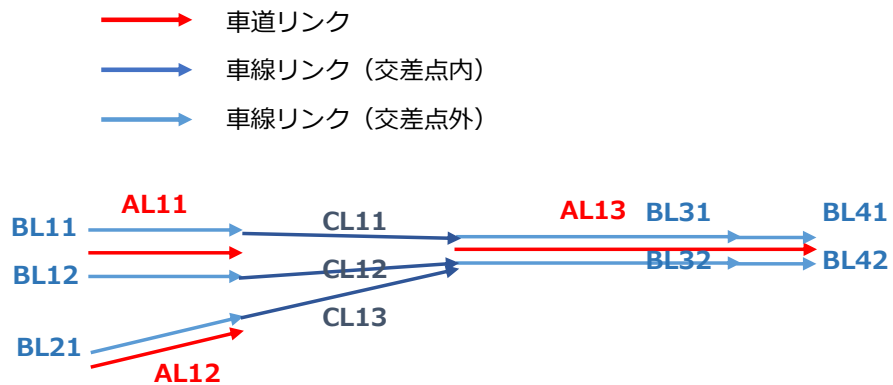 車道リンク
車線リンク（交差点内）
車線リンク（交差点外）
AL11
AL13
BL31
BL41
BL11
CL11
BL12
CL12
BL32
BL42
CL13
BL21
AL12